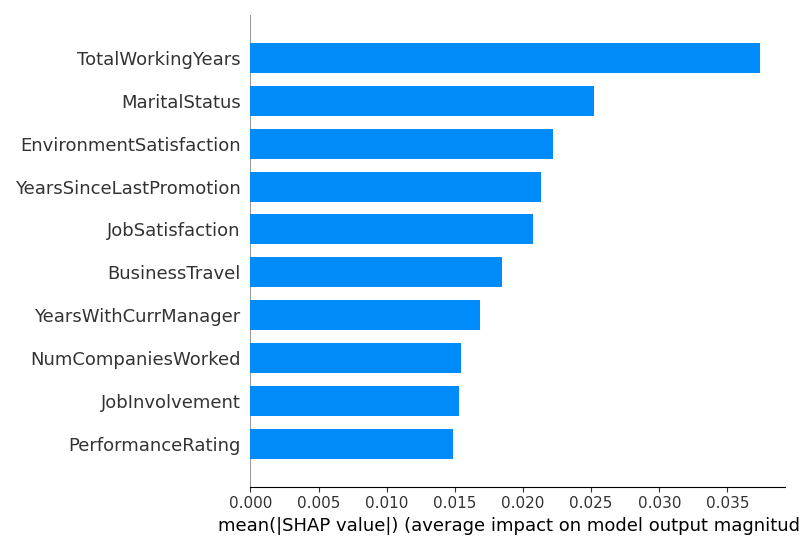 TotalWorkingYears
MaritalStatus
EnvironmentSatisfaction
YearsSinceLastPromotion
JobSatisfaction
BusinessTravel
YearsWithCurrManager
NumCompaniesWorked
JobInvolvement
PerformanceRating
0.000 0.005 0.010 0.015 0.020 0.025 0.030 0.035
mean(|SHAP value|) (average impact on model output magnitud